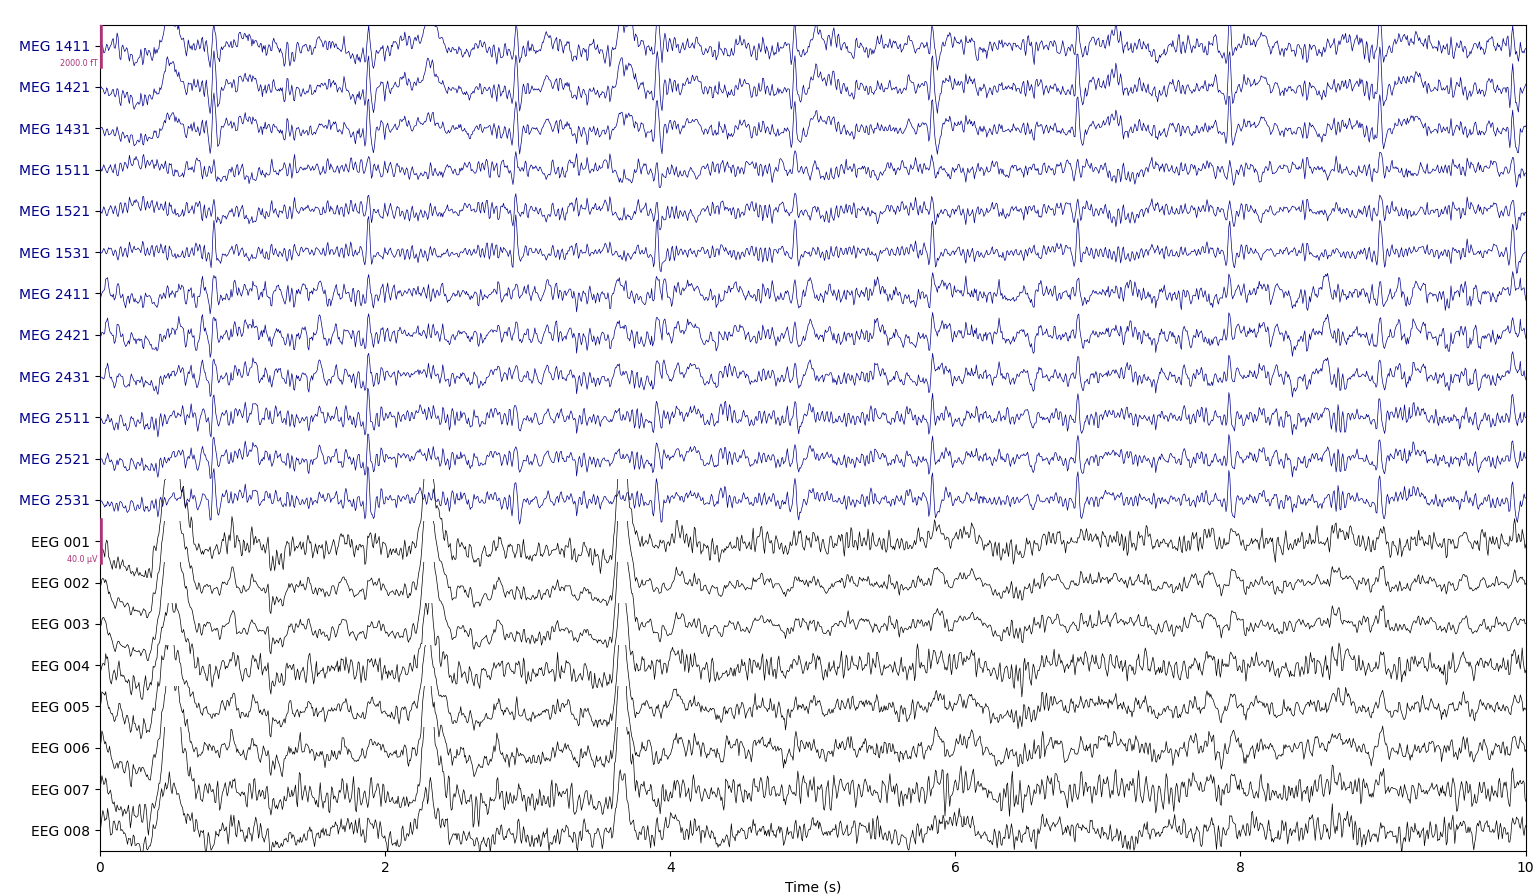 MEG 1411
2000.0 fT
MEG 1421
MEG 1431
MEG 1511
MEG 1521
MEG 1531
MEG 2411
MEG 2421
MEG 2431
MEG 2511
MEG 2521
MEG 2531
EEG 001
40.0 µV
EEG 002
EEG 003
EEG 004
EEG 005
EEG 006
EEG 007
EEG 008
0 2 4 6 8 10
Time (s)